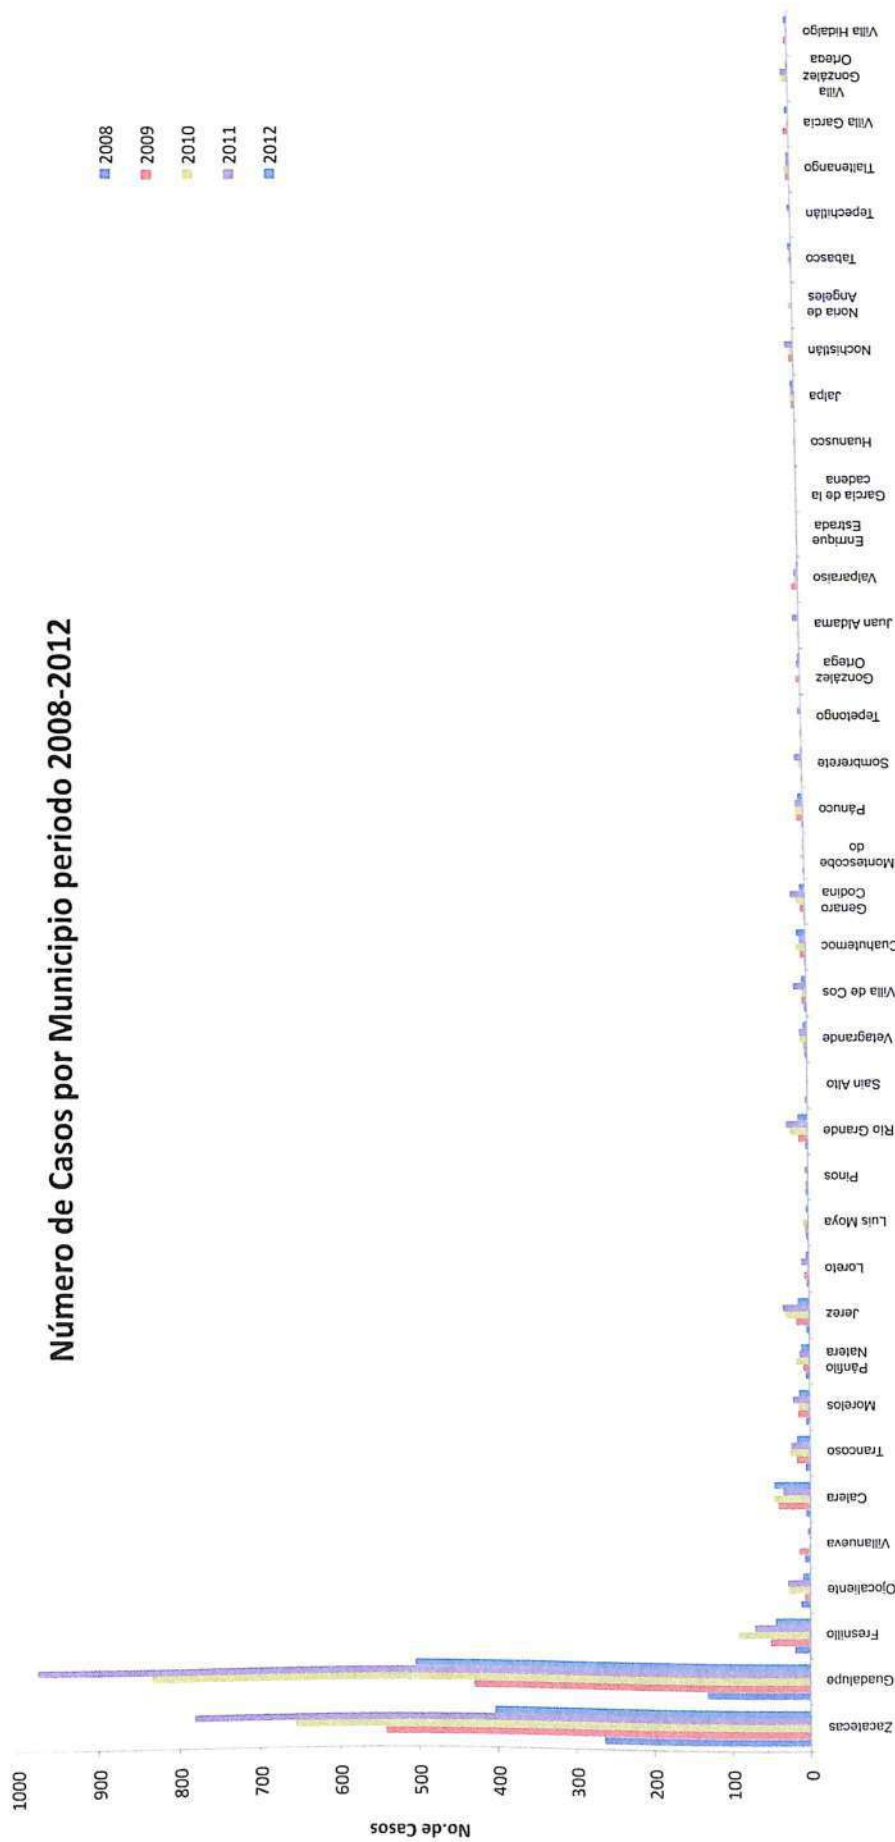 Número de Casos por Municipio periodo 2008-2012
2008
2009
2010
2011
2012
No.de Casos
1000
900
800
700
600
500
400
300
200
100
0
Zacatecas
Guadalupe
Fresnillo
Ojocaliente
Villanueva
Calera
Trancoso
Morelos
Pánfilo
Natera
Jerez
Loreto
Luis Moya
Pinos
Río Grande
Sain Alto
Vetagrande
Villa de Cos
Cuahutemoc
Genaro
Codina
Montescobe
do
Pánuco
Sombrerete
Tepetongo
González
Ortega
Juan Aldama
Valparaiso
Enrique
Estrada
García de la
cadena
Huanusco
Jalpa
Nochistlán
Noria de
Angeles
Tabasco
Tepechitlán
Tlaltenango
Villa García
Villa
González
Ortega
Villa Hidalgo